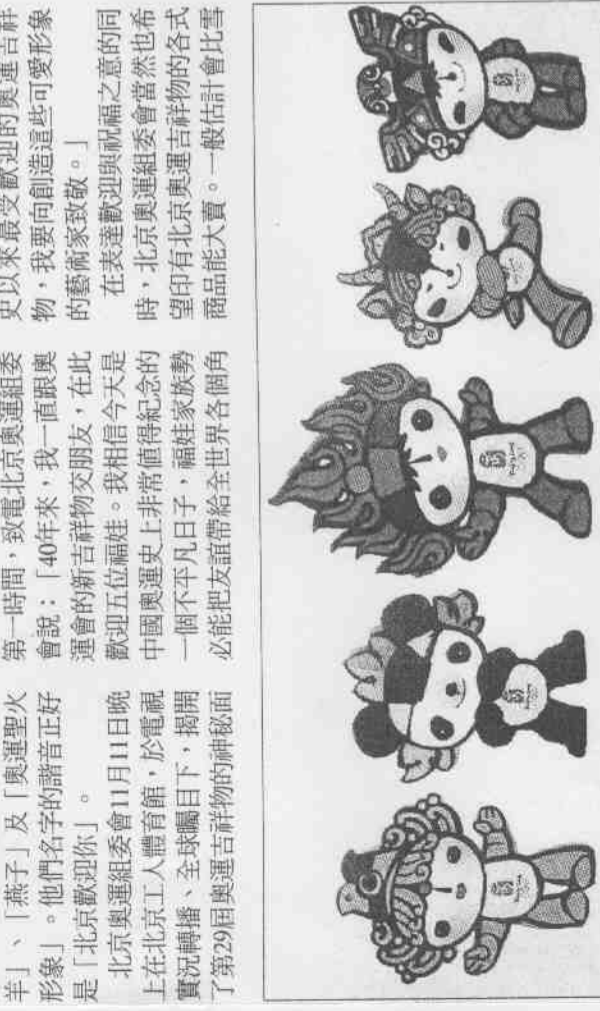 羊」、「燕子」及「奧運聖火
形象」。他們名字的諧音正好
是「北京歡迎你」。
北京奧運組委會11月11日晚
上在北京工人體育館，於電視
實況轉播、全球矚目下，揭開
了第29屆奧運吉祥物的神秘面
第一時間，致電北京奧運組委
會說：「40年來，我一直跟奧
運會的新吉祥物交朋友，在此
歡迎五位福娃。我相信今天是
中國奧運史上非常值得紀念的
一個不平凡日子，福娃家族勢
必能把友誼帶給全世界各個角
史以來最受歡迎的奧運吉祥
物，我要向創造這些可愛形象
的藝術家致敬。」
在表達歡迎與祝福之意的同
時，北京奧運組委會當然也希
望印有北京奧運吉祥物的各式
商品能大賣。一般估計會比雪